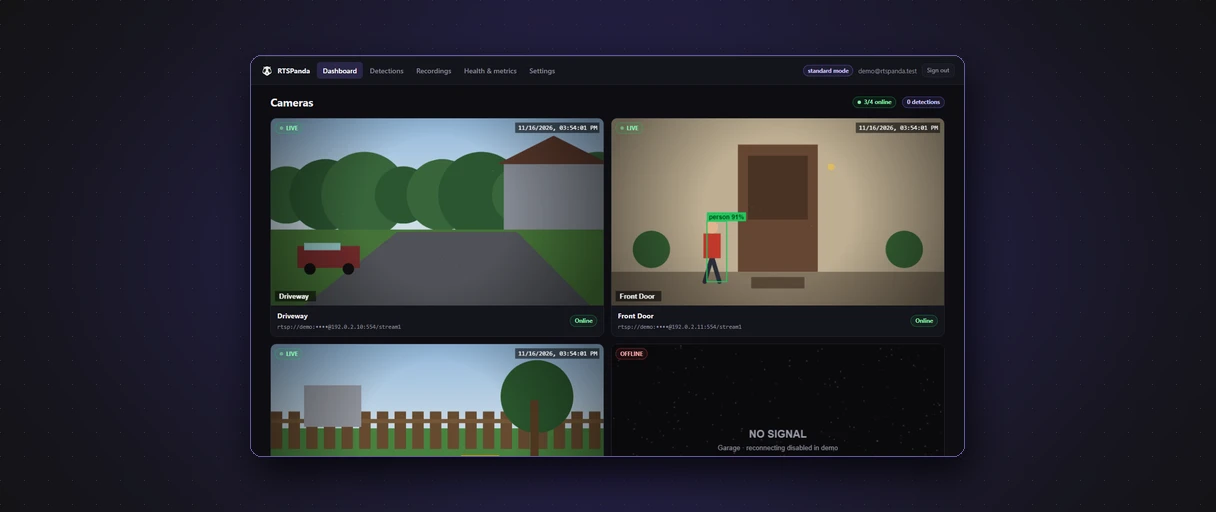 RTSPanda Dashboard Detections Recordings Health & metrics Settings standard mode demo@rtspanda.test Sign out
Cameras 3/4 online 0 detections
LIVE 11/16/2026, 03:54:01 PM
Driveway
Driveway
rtsp://demo:••••@192.0.2.10:554/stream1
Online
LIVE 11/16/2026, 03:54:01 PM
person 91%
Front Door
Front Door
rtsp://demo:••••@192.0.2.11:554/stream1
Online
LIVE 11/16/2026, 03:54:01 PM
OFFLINE
NO SIGNAL
Garage · reconnecting disabled in demo